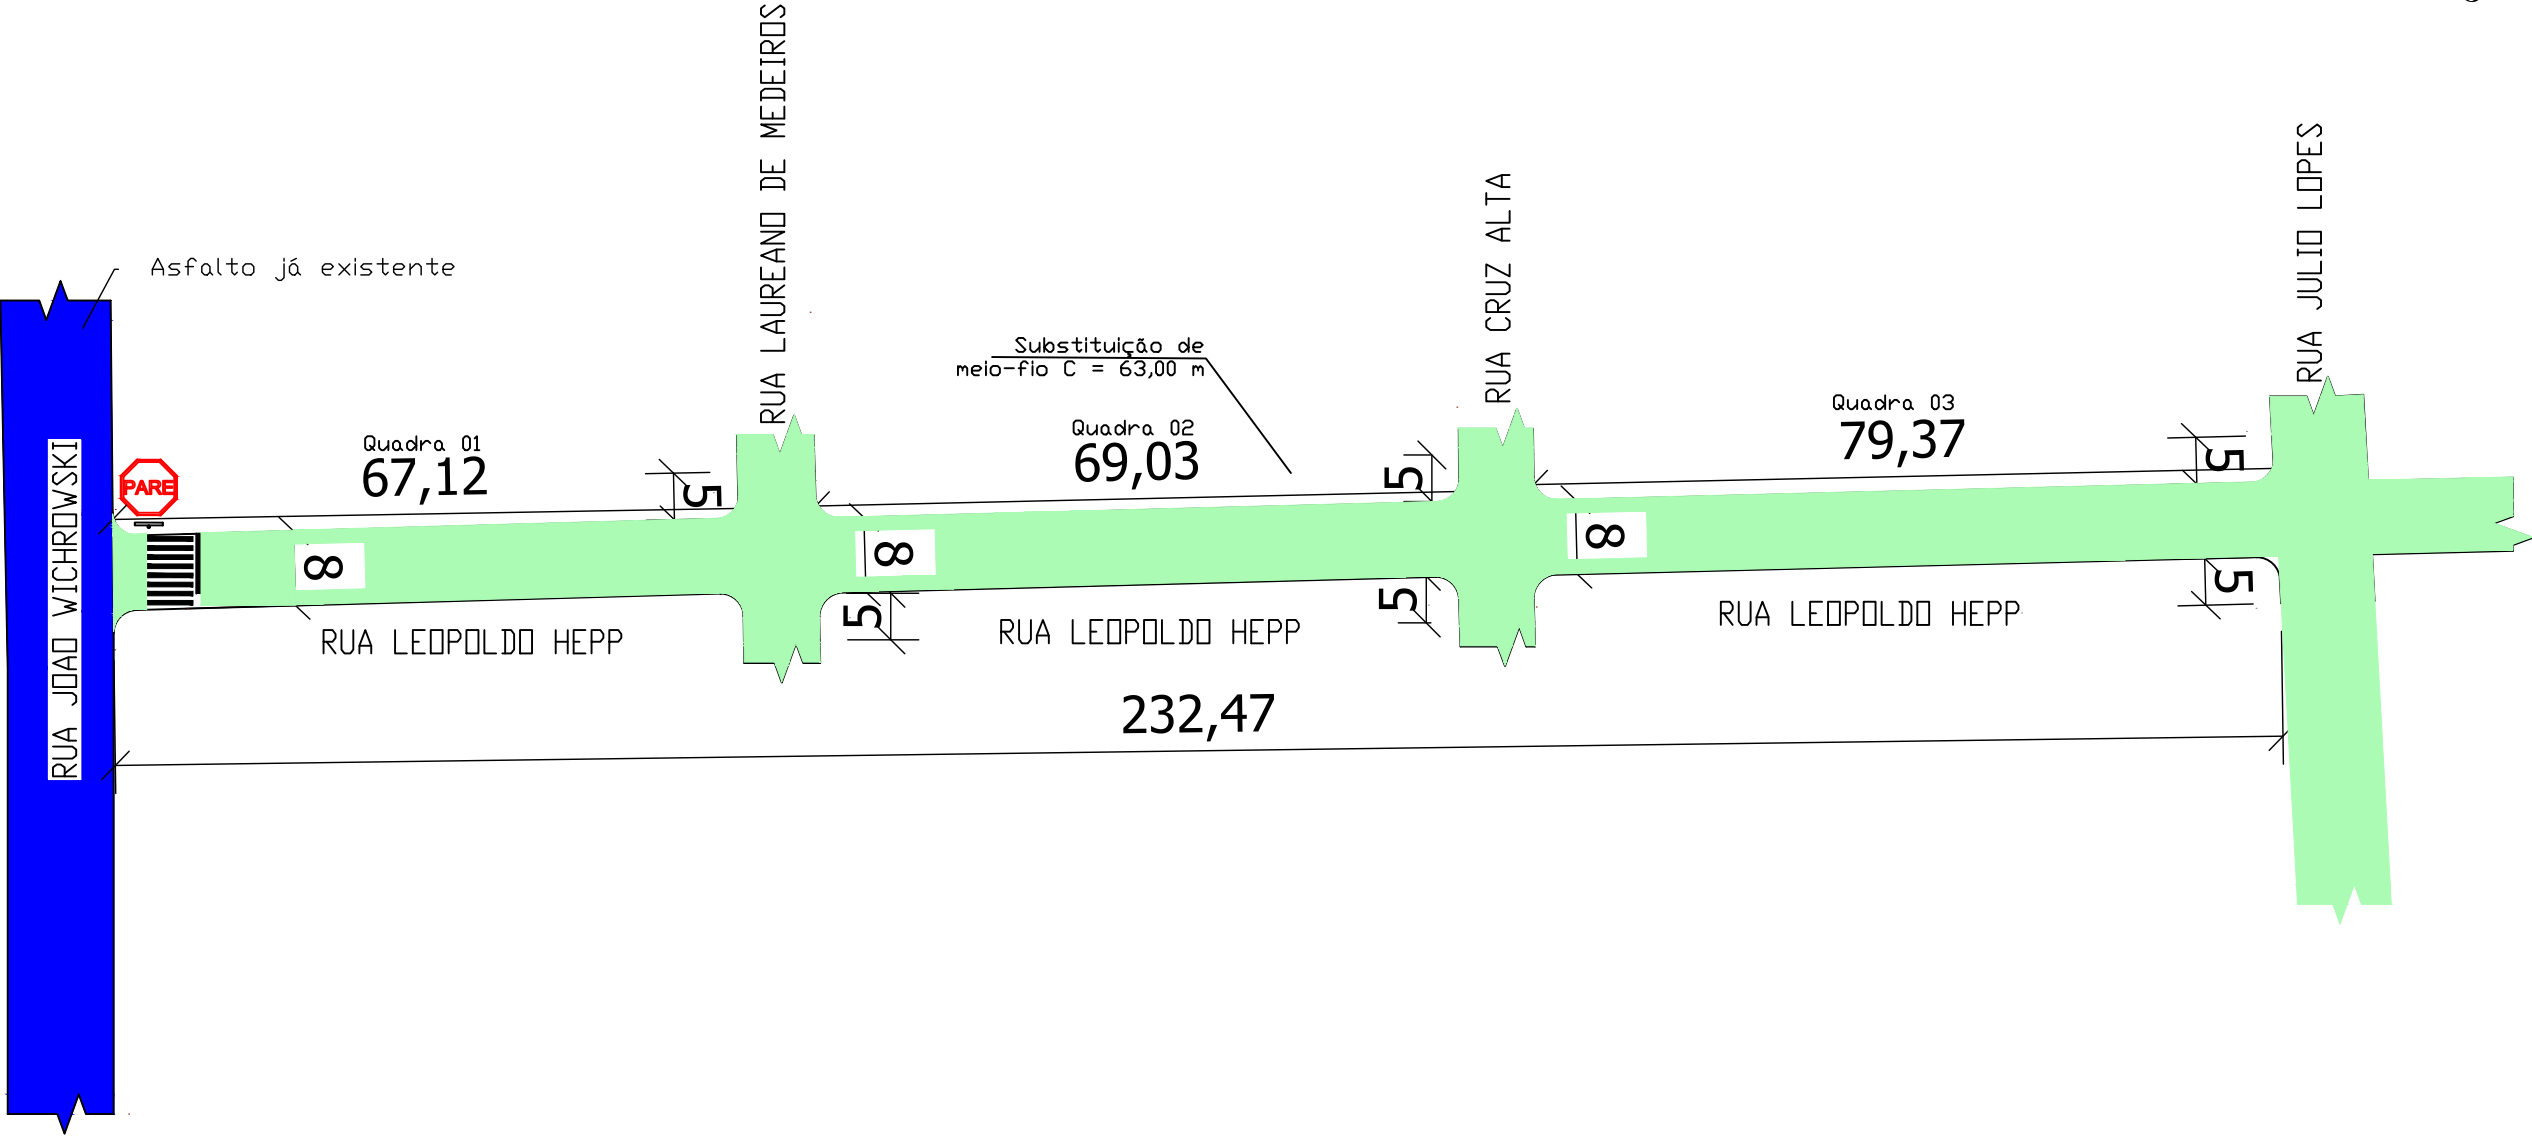 RUA LAUREANO DE MEDEIROS
RUA CRUZ ALTA
RUA JULIO LOPES
Asfalto já existente
Substituição de
meio-fio C = 63,00 m
Quadra 01
67,12
Quadra 02
69,03
Quadra 03
79,37
PARE
5
5
5
8
8
8
5
5
5
RUA JOAO WICHROWSKI
RUA LEOPOLDO HEPP
RUA LEOPOLDO HEPP
RUA LEOPOLDO HEPP
232,47